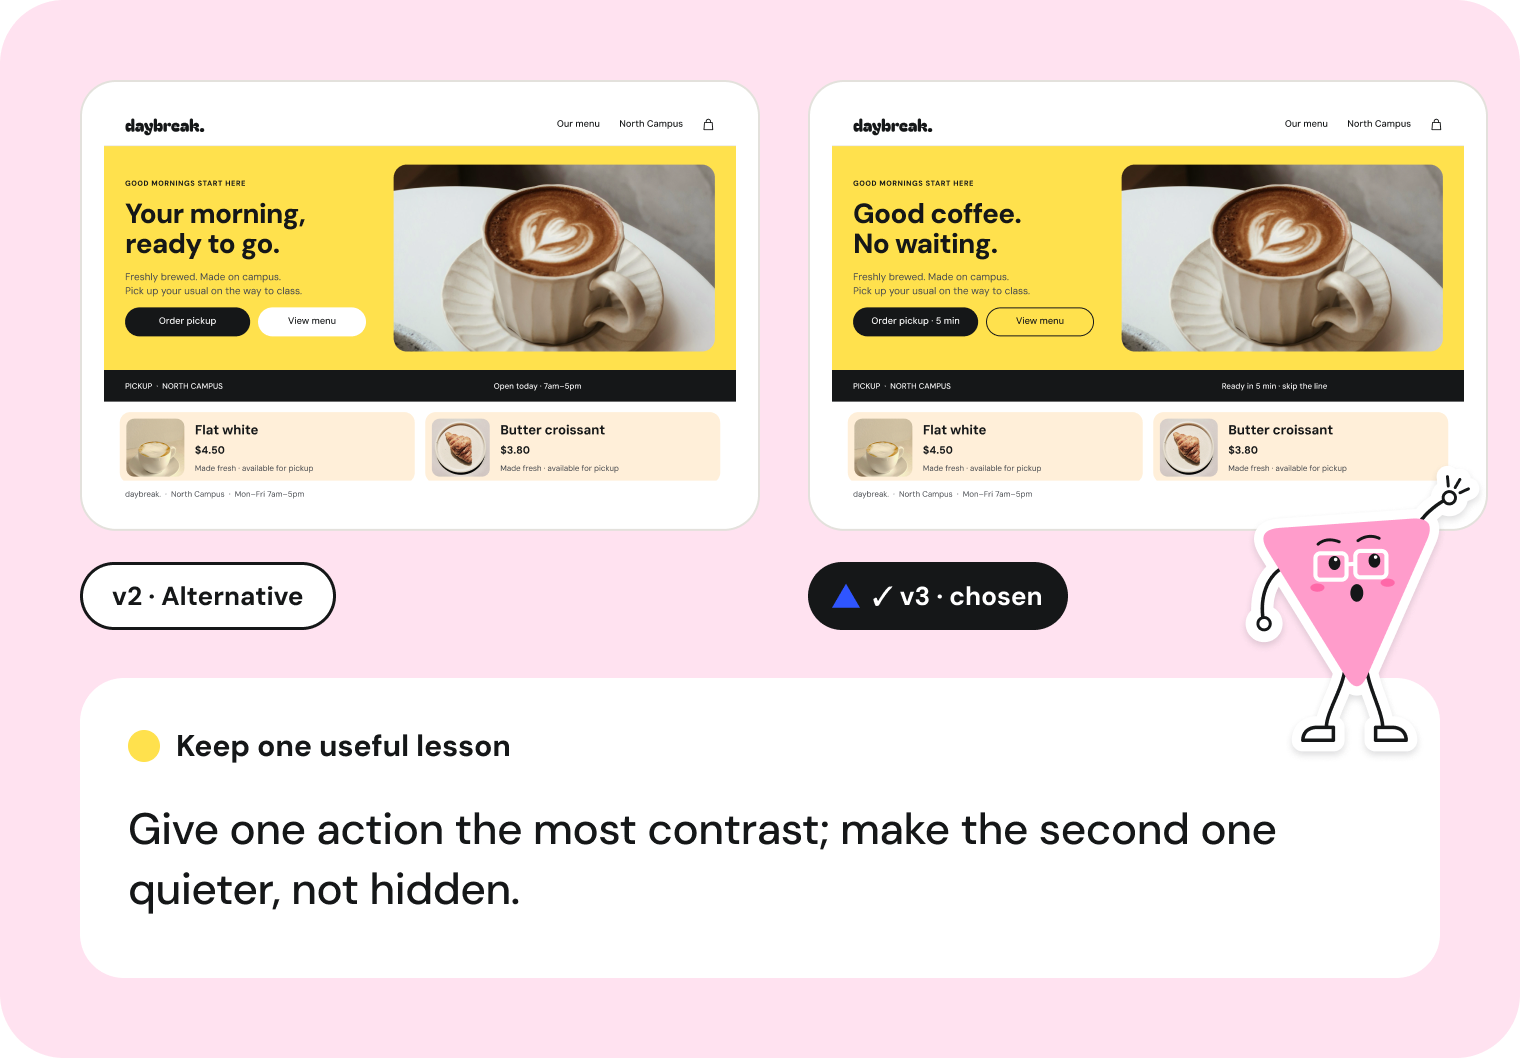 daybreak.
Our menu
North Campus
GOOD MORNINGS START HERE
Your morning,
ready to go.
Freshly brewed. Made on campus.
Pick up your usual on the way to class.
Order pickup
View menu
PICKUP · NORTH CAMPUS
Open today · 7am–5pm
Flat white
$4.50
Made fresh · available for pickup
Butter croissant
$3.80
Made fresh · available for pickup
daybreak. · North Campus · Mon–Fri 7am–5pm
v2 · Alternative
daybreak.
Our menu
North Campus
GOOD MORNINGS START HERE
Good coffee.
No waiting.
Freshly brewed. Made on campus.
Pick up your usual on the way to class.
Order pickup · 5 min
View menu
PICKUP · NORTH CAMPUS
Ready in 5 min · skip the line
Flat white
$4.50
Made fresh · available for pickup
Butter croissant
$3.80
Made fresh · available for pickup
daybreak. · North Campus · Mon–Fri 7am–5pm
✓ v3 · chosen
Keep one useful lesson
Give one action the most contrast; make the second one
quieter, not hidden.